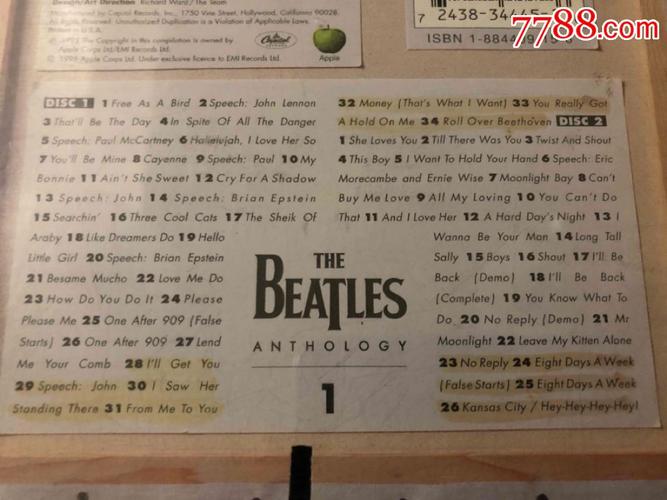 Design/Art Direction Richard Ward/The Team
Manufactured by Capitol Records, Inc., 1750 Vine Street, Hollywood, California 90028.
All rights reserved. Unauthorized Duplication is a Violation of Applicable Laws.
Printed in U.S.A.
of this compilation owned by
Apple Corps Ltd/EMI Records Ltd.
© 1995 Apple Corps Ltd. Under exclusive licence to EMI Records Ltd.
Capitol
Apple
7 2438-3444
ISBN 1-884
7788.com
DISC 1 1 Free As A Bird 2 Speech: John Lennon
3 That'll Be The Day 4 In Spite Of All The Danger
5 Speech: Paul McCartney 6 Hallelujah, I Love Her So
7 You'll Be Mine 8 Cayenne 9 Speech: Paul 10 My
Bonnie 11 Ain't She Sweet 12 Cry For A Shadow
13 Speech: John 14 Speech: Brian Epstein
15 Searchin' 16 Three Cool Cats 17 The Sheik Of
Araby 18 Like Dreamers Do 19 Hello
Little Girl 20 Speech: Brian Epstein
21 Besame Mucho 22 Love Me Do
23 How Do You Do It 24 Please
Please Me 25 One After 909 (False
Starts) 26 One After 909 27 Lend
Me Your Comb 28 I'll Get You
29 Speech: John 30 I Saw Her
Standing There 31 From Me To You
32 Money (That's What I Want) 33 You Really Got
A Hold On Me 34 Roll Over Beethoven DISC 2
1 She Loves You 2 Till There Was You 3 Twist And Shout
4 This Boy 5 I Want To Hold Your Hand 6 Speech: Eric
Morecambe and Ernie Wise 7 Moonlight Bay 8 Can't
Buy Me Love 9 All My Loving 10 You Can't Do
That 11 And I Love Her 12 A Hard Day's Night 13 I
Wanna Be Your Man 14 Long Tall
Sally 15 Boys 16 Shout 17 I'll Be
Back (Demo) 18 I'll Be Back
(Complete) 19 You Know What To
Do 20 No Reply (Demo) 21 Mr
Moonlight 22 Leave My Kitten Alone
23 No Reply 24 Eight Days A Week
(False Starts) 25 Eight Days A Week
26 Kansas City / Hey-Hey-Hey-Hey!
THE
BEATLES
ANTHOLOGY
1